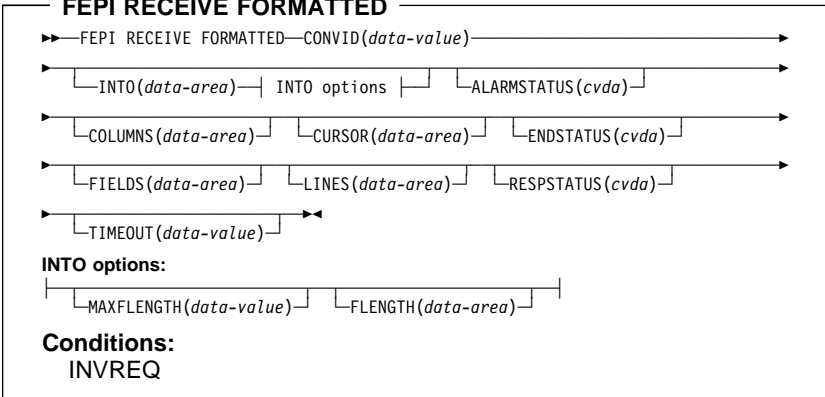 FEPI RECEIVE FORMATTED
FEPI RECEIVE FORMATTED CONVID(data-value)
INTO(data-area) INTO options ALARMSTATUS(cvda)
COLUMNS(data-area) CURSOR(data-area) ENDSTATUS(cvda)
FIELDS(data-area) LINES(data-area) RESPSTATUS(cvda)
TIMEOUT(data-value)
INTO options:
MAXFLENGTH(data-value) FLENGTH(data-area)
Conditions:
INVREQ